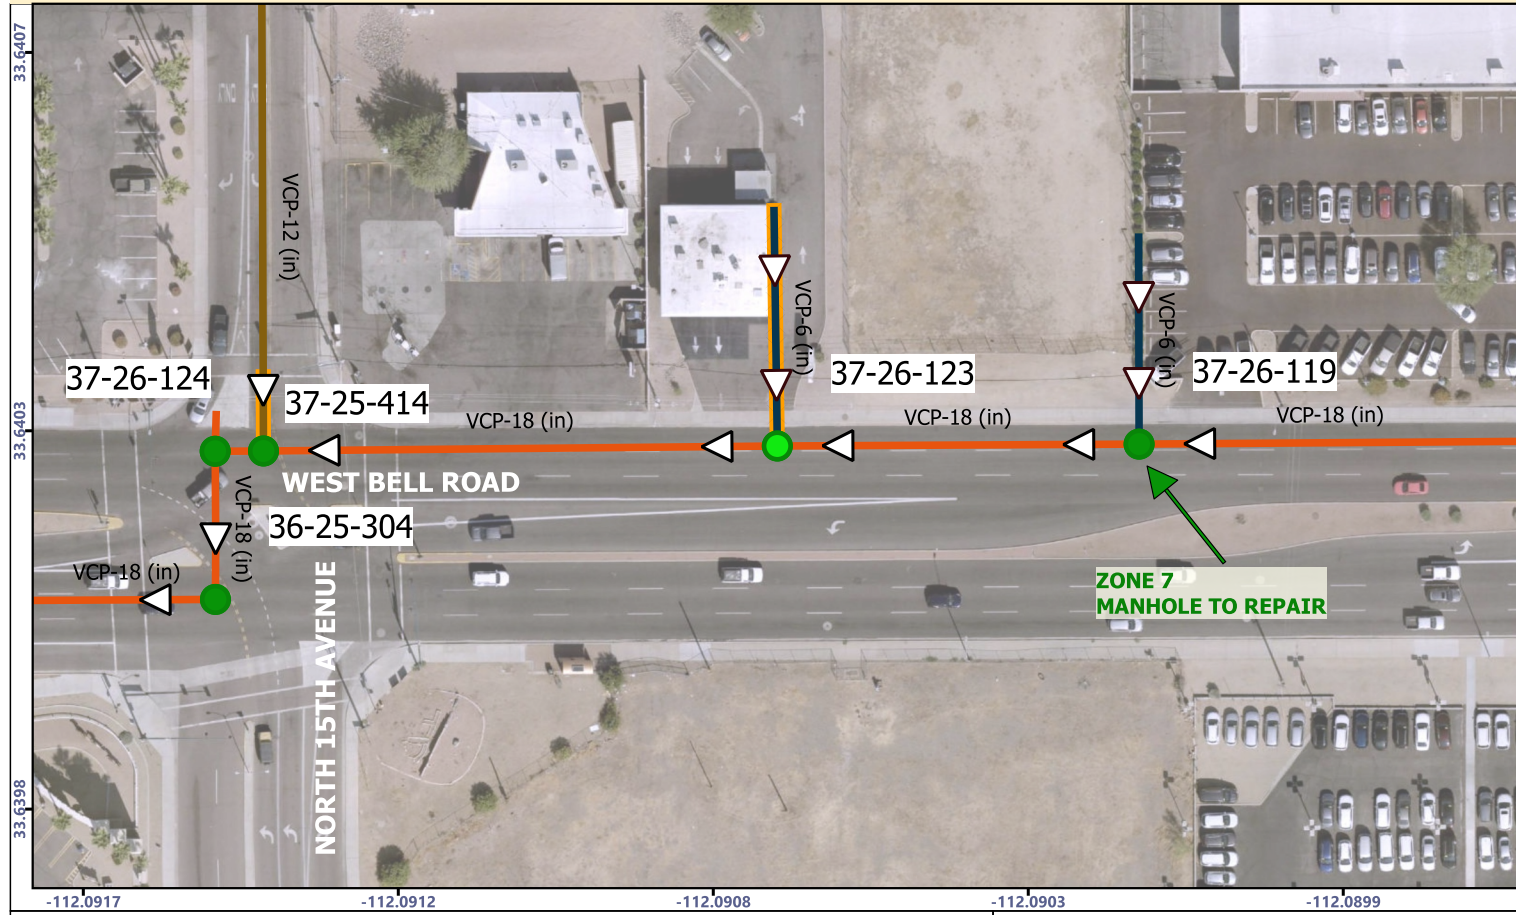 33.6407
VCP-12 (in)
VCP-6 (in)
VCP-6 (in)
37-26-124
37-25-414
37-26-123
37-26-119
VCP-18 (in)
VCP-18 (in)
VCP-18 (in)
33.6403
WEST BELL ROAD
VCP-18 (in)
36-25-304
VCP-18 (in)
ZONE 7
MANHOLE TO REPAIR
NORTH 15TH AVENUE
33.6398
-112.0917
-112.0912
-112.0908
-112.0903
-112.0899